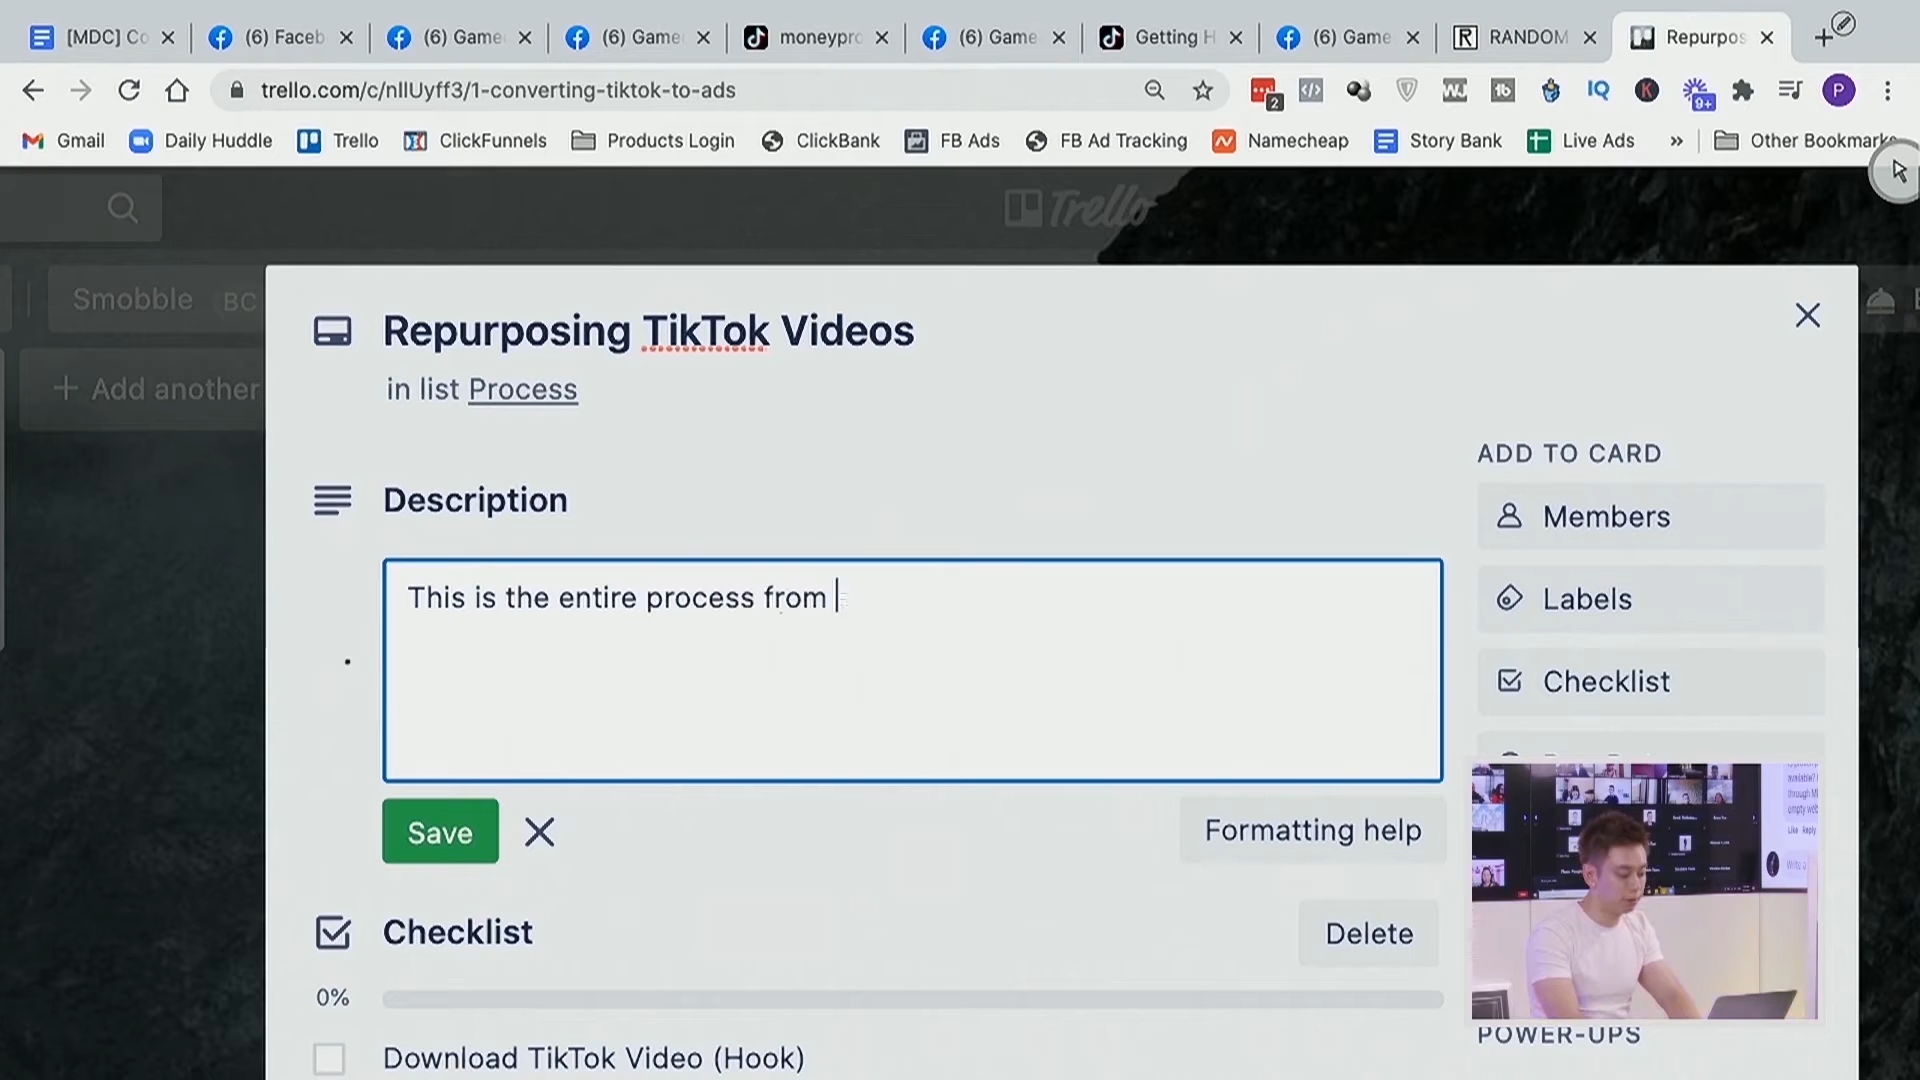 [MDC] Co
(6) Faceb
(6) Game
(6) Game
moneypro
(6) Game
Getting H
(6) Game
RANDOM
Repurpos
trello.com/c/nllUyff3/1-converting-tiktok-to-ads
2
9+
P
Gmail
Daily Huddle
Trello
ClickFunnels
Products Login
ClickBank
FB Ads
FB Ad Tracking
Namecheap
Story Bank
Live Ads
»
Other Bookmarks
Trello
Smobble
BC
+ Add another
Repurposing TikTok Videos
in list Process
ADD TO CARD
Description
Members
This is the entire process from
Labels
Checklist
Save
Formatting help
Checklist
Delete
0%
POWER-UPS
Download TikTok Video (Hook)